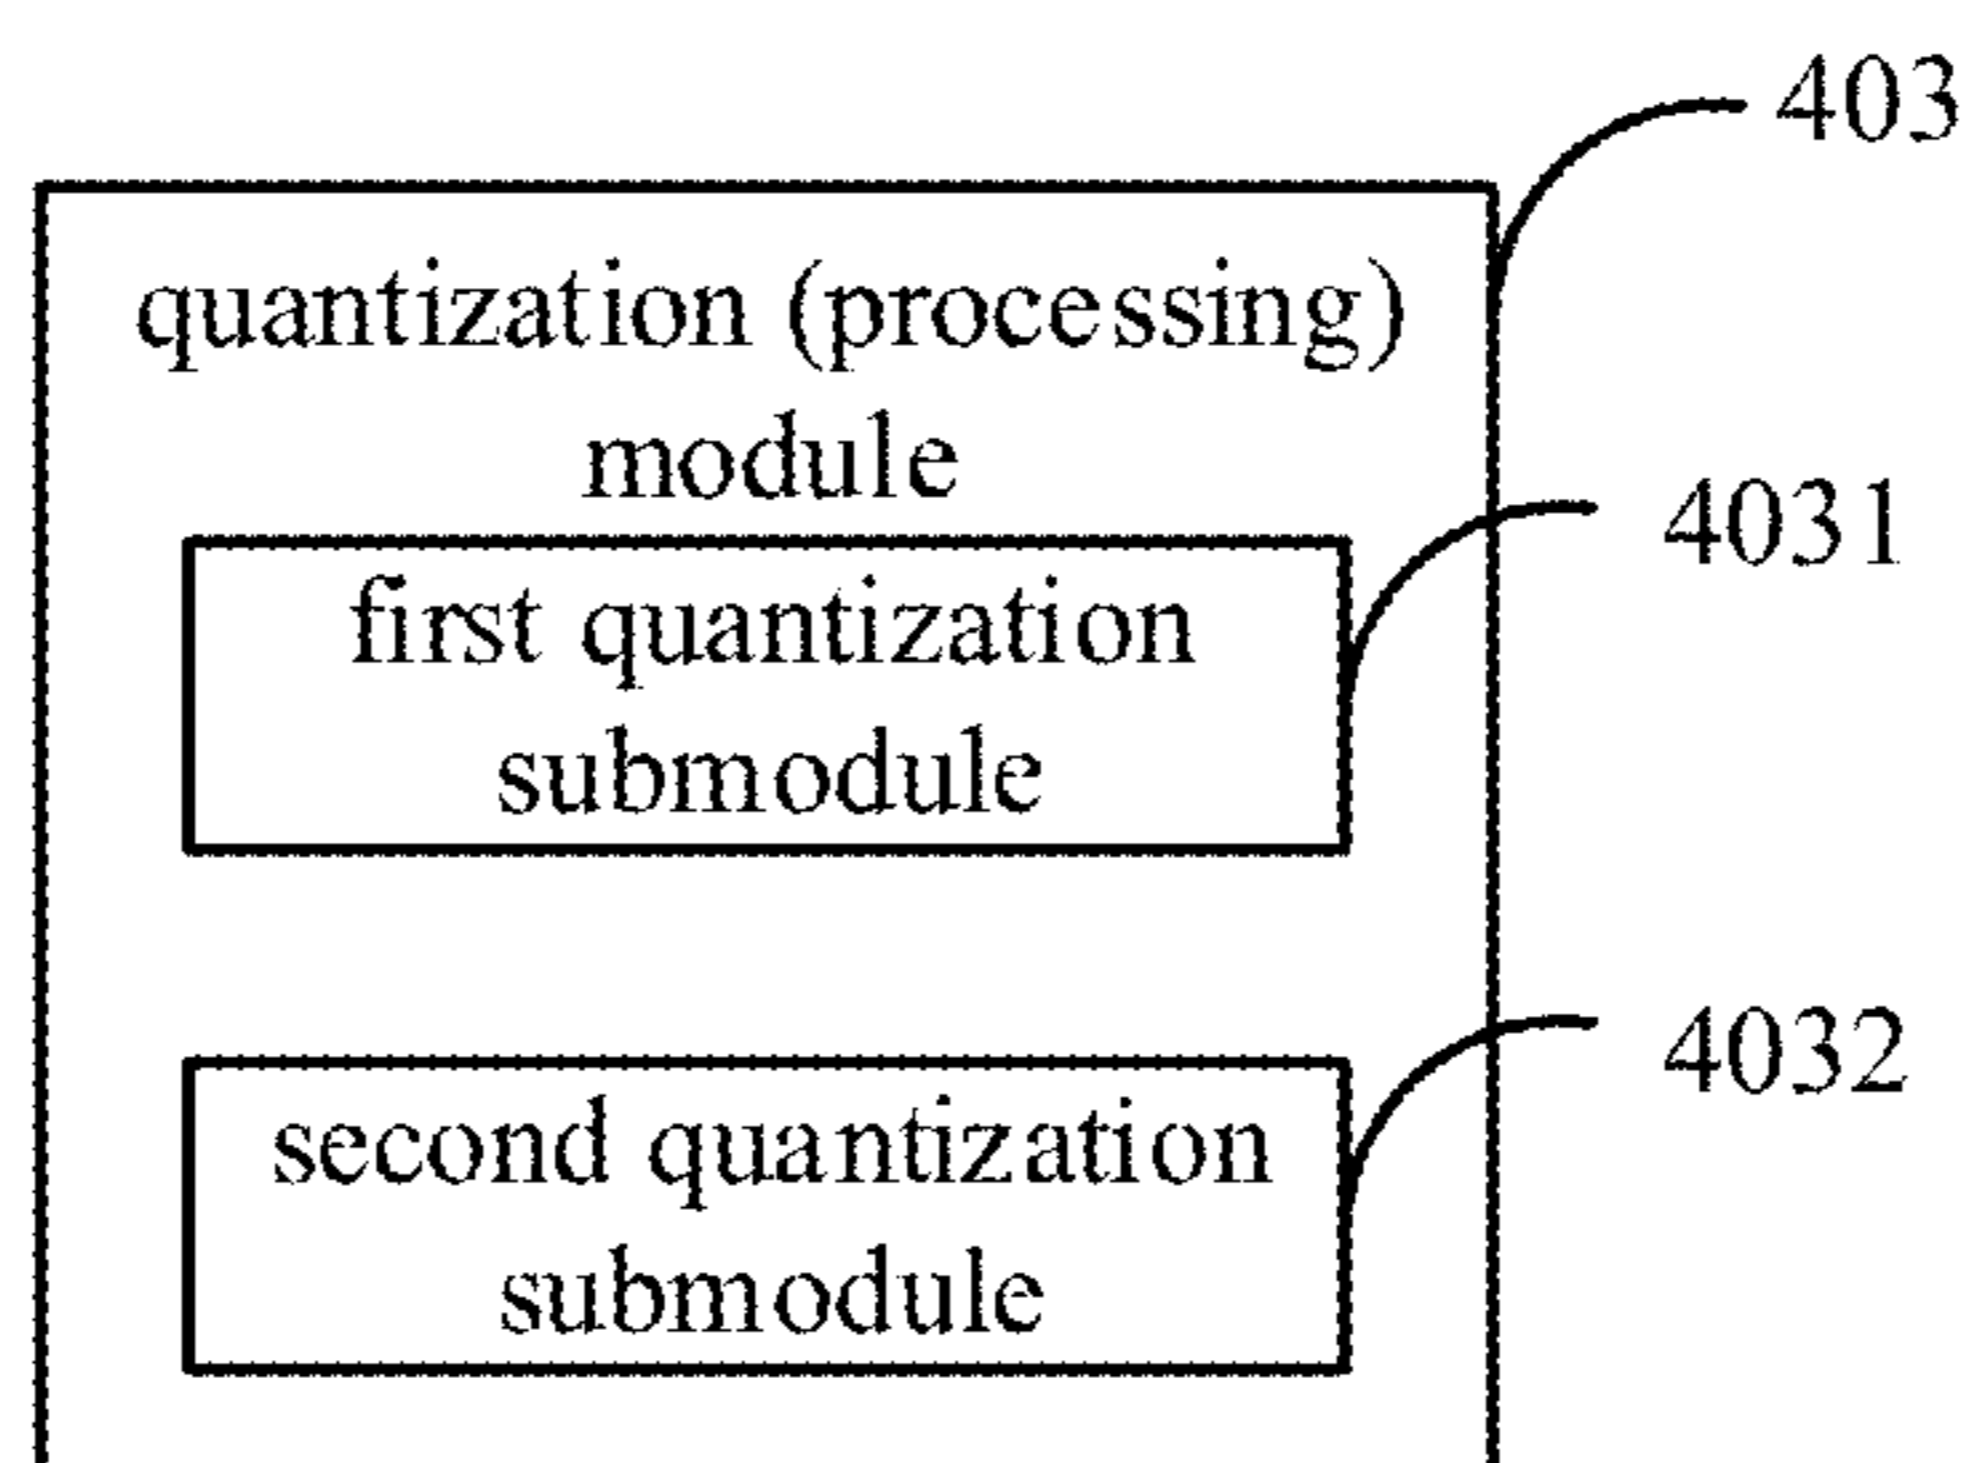 403
quantization (processing)
module
4031
first quantization
submodule
4032
second quantization
submodule